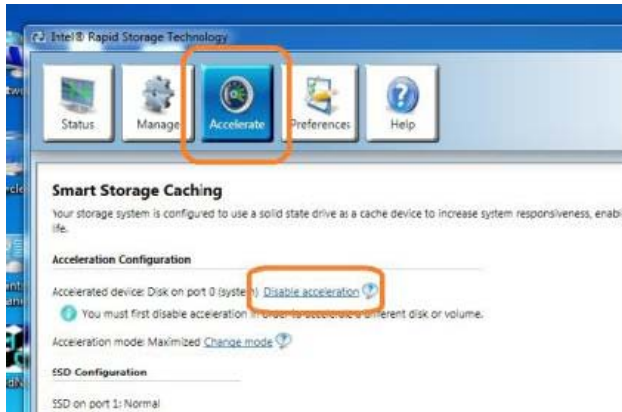 Intel® Rapid Storage Technology
Status
Manage
Accelerate
Preferences
Help
Smart Storage Caching
Your storage system is configured to use a solid state drive as a cache device to increase system responsiveness, enabl
life.
Acceleration Configuration
Accelerated device: Disk on port 0 (system) Disable acceleration
You must first disable acceleration in order to accelerate a different disk or volume.
Acceleration mode: Maximized Change mode
SSD Configuration
SSD on port 1: Normal